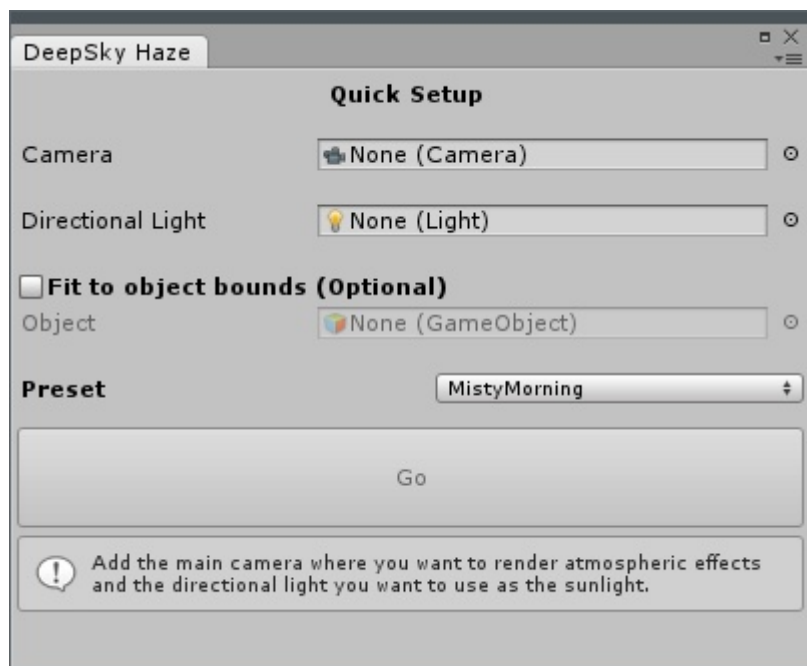 DeepSky Haze
Quick Setup
Camera
None (Camera)
Directional Light
None (Light)
Fit to object bounds (Optional)
Object
None (GameObject)
Preset
MistyMorning
Go
Add the main camera where you want to render atmospheric effects
and the directional light you want to use as the sunlight.